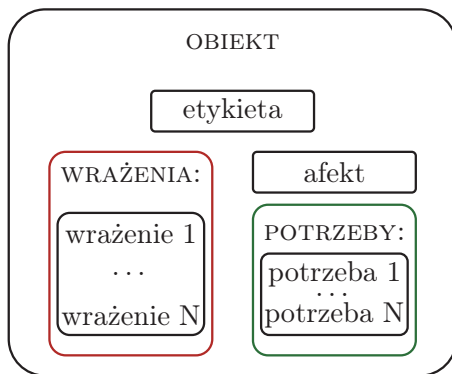 OBIEKT
etykieta
WRAŻENIA:
wrażenie 1
...
wrażenie N
afekt
POTRZEBY:
potrzeba 1
...
potrzeba N